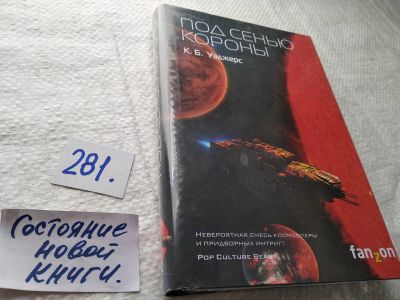 ПОД СЕНЬЮ
КОРОНЫ
К. Б. Уэджерс
281.
Состояние
новой
книги.
Невероятная смесь космооперы
и придворных интриг!
Pop Culture Beast
fanzon